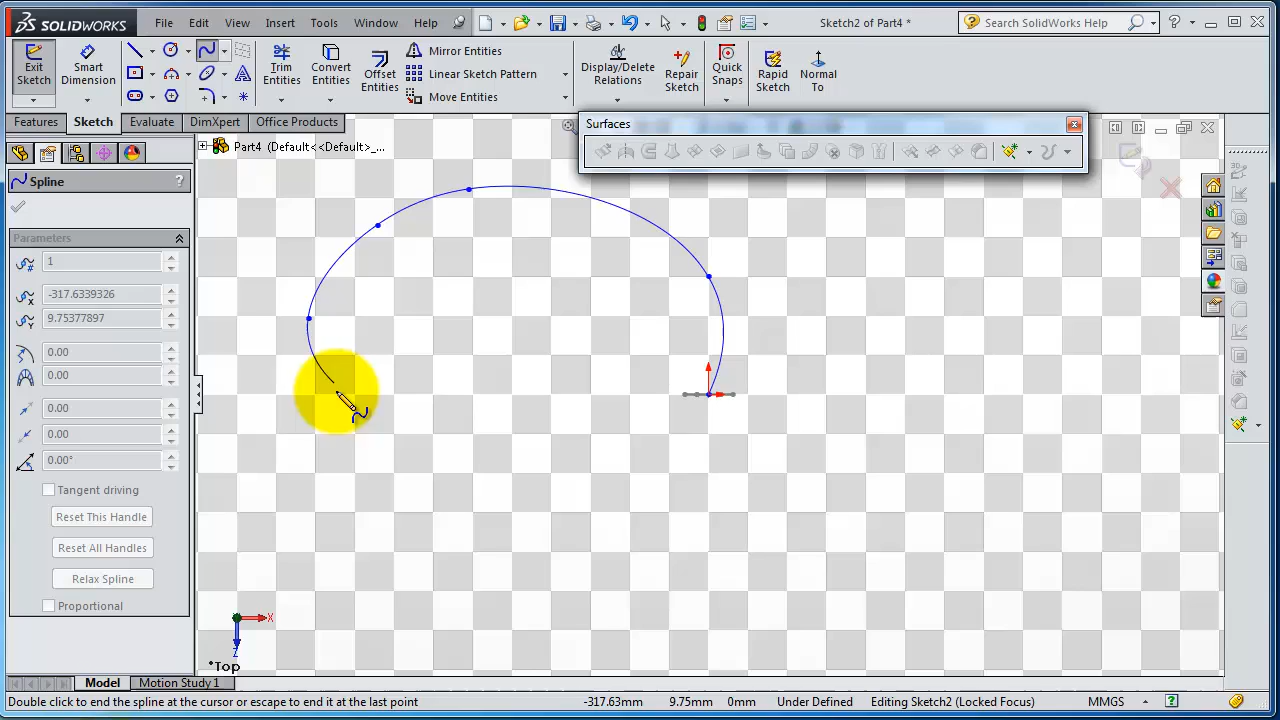 SOLIDWORKS File Edit View Insert Tools Window Help Sketch2 of Part4 * Search SolidWorks Help
Exit Sketch
Smart Dimension
Trim Entities
Convert Entities
Offset Entities
Mirror Entities
Linear Sketch Pattern
Move Entities
Display/Delete Relations
Repair Sketch
Quick Snaps
Rapid Sketch
Normal To
Features Sketch Evaluate DimXpert Office Products
Surfaces
Part4 (Default<<Default>_...
Spline ?
Parameters
1
-317.6339326
9.75377897
0.00
0.00
0.00
0.00
0.00°
Tangent driving
Reset This Handle
Reset All Handles
Relax Spline
Proportional
X
Z
*Top
Model Motion Study 1
Double click to end the spline at the cursor or escape to end it at the last point -317.63mm 9.75mm 0mm Under Defined Editing Sketch2 (Locked Focus) MMGS ?